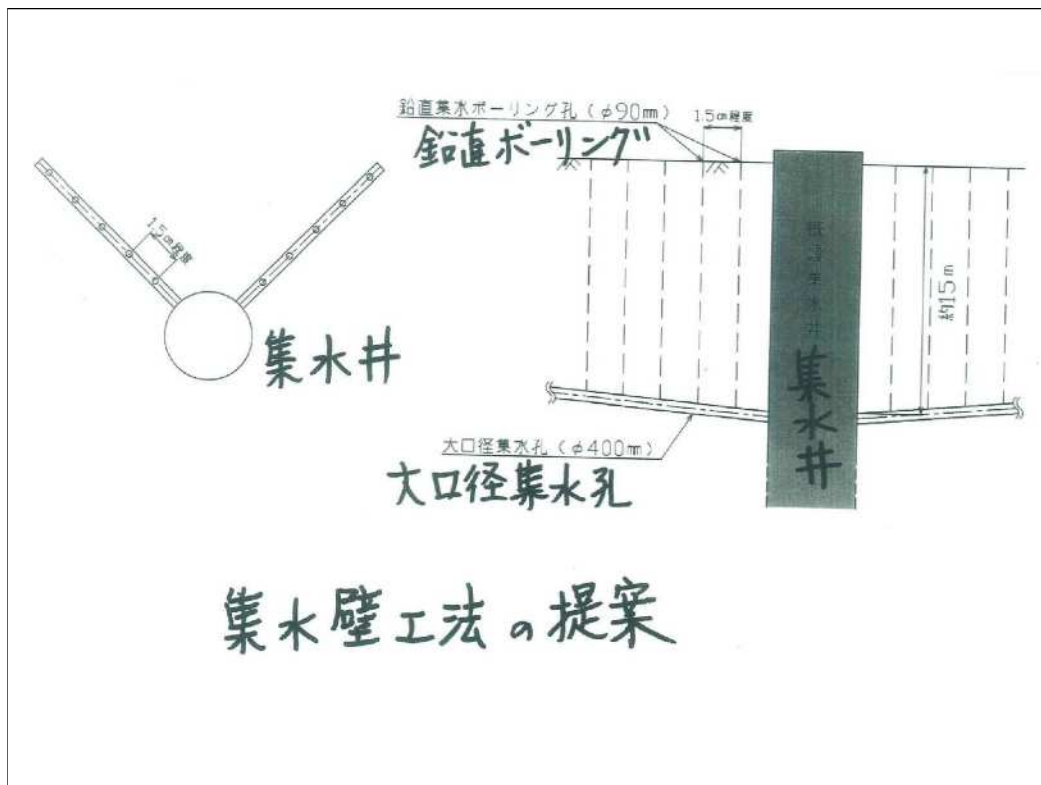 鉛直集水ボーリング孔(φ90㎜)
1.5㎝程度
鉛直ボーリング
1.5㎝程度
集水井
約15m
集水井
大口径集水孔(φ400㎜)
大口径集水孔
集水壁工法の提案